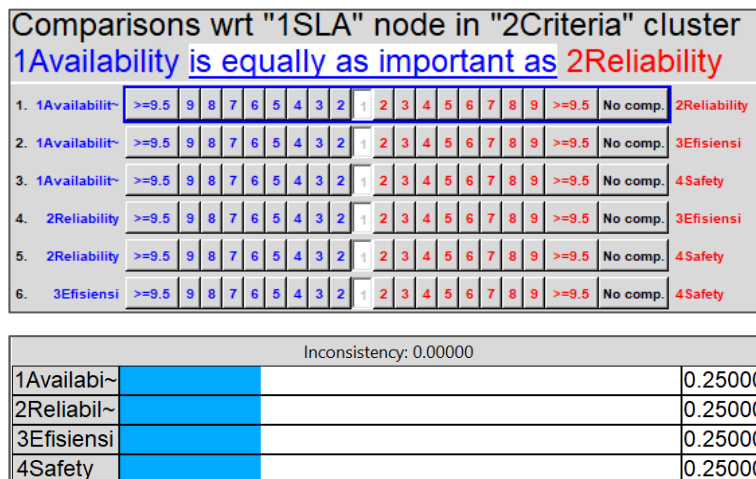 Comparisons wrt "1SLA" node in "2Criteria" cluster
1Availability is equally as important as 2Reliability
1. 1Availabilit~ >=9.5 9 8 7 6 5 4 3 2 1 2 3 4 5 6 7 8 9 >=9.5 No comp. 2Reliability
2. 1Availabilit~ >=9.5 9 8 7 6 5 4 3 2 1 2 3 4 5 6 7 8 9 >=9.5 No comp. 3Efisiensi
3. 1Availabilit~ >=9.5 9 8 7 6 5 4 3 2 1 2 3 4 5 6 7 8 9 >=9.5 No comp. 4Safety
4. 2Reliability >=9.5 9 8 7 6 5 4 3 2 1 2 3 4 5 6 7 8 9 >=9.5 No comp. 3Efisiensi
5. 2Reliability >=9.5 9 8 7 6 5 4 3 2 1 2 3 4 5 6 7 8 9 >=9.5 No comp. 4Safety
6. 3Efisiensi >=9.5 9 8 7 6 5 4 3 2 1 2 3 4 5 6 7 8 9 >=9.5 No comp. 4Safety
Inconsistency: 0.00000
1Availabi~ 0.25000
2Reliabil~ 0.25000
3Efisiensi 0.25000
4Safety 0.25000